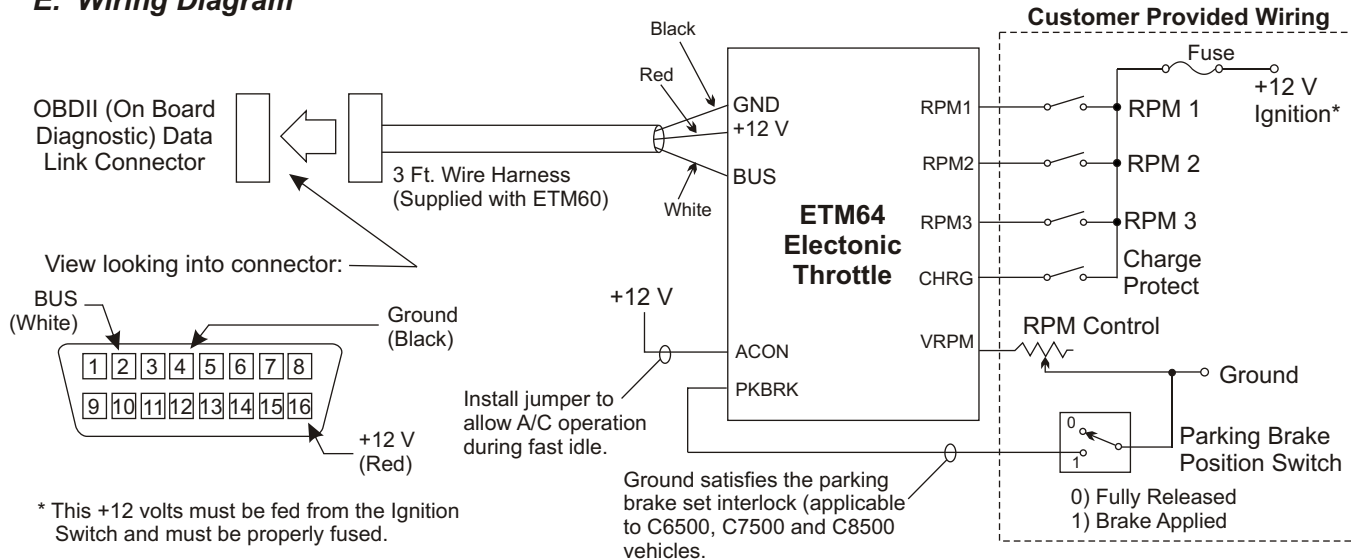 E. Wiring Diagram
Customer Provided Wiring
Black
Red
White
OBDII (On Board
Diagnostic) Data
Link Connector
3 Ft. Wire Harness
(Supplied with ETM60)
GND
+12 V
BUS
ETM64
Electonic
Throttle
RPM1
RPM2
RPM3
CHRG
VRPM
ACON
PKBRK
Fuse
+12 V
Ignition*
RPM 1
RPM 2
RPM 3
Charge
Protect
RPM Control
Ground
0
1
Parking Brake
Position Switch
0) Fully Released
1) Brake Applied
View looking into connector:
BUS
(White)
Ground
(Black)
1 2 3 4 5 6 7 8
9 10 11 12 13 14 15 16
+12 V
(Red)
+12 V
Install jumper to
allow A/C operation
during fast idle.
Ground satisfies the parking
brake set interlock (applicable
to C6500, C7500 and C8500
vehicles.
* This +12 volts must be fed from the Ignition
Switch and must be properly fused.